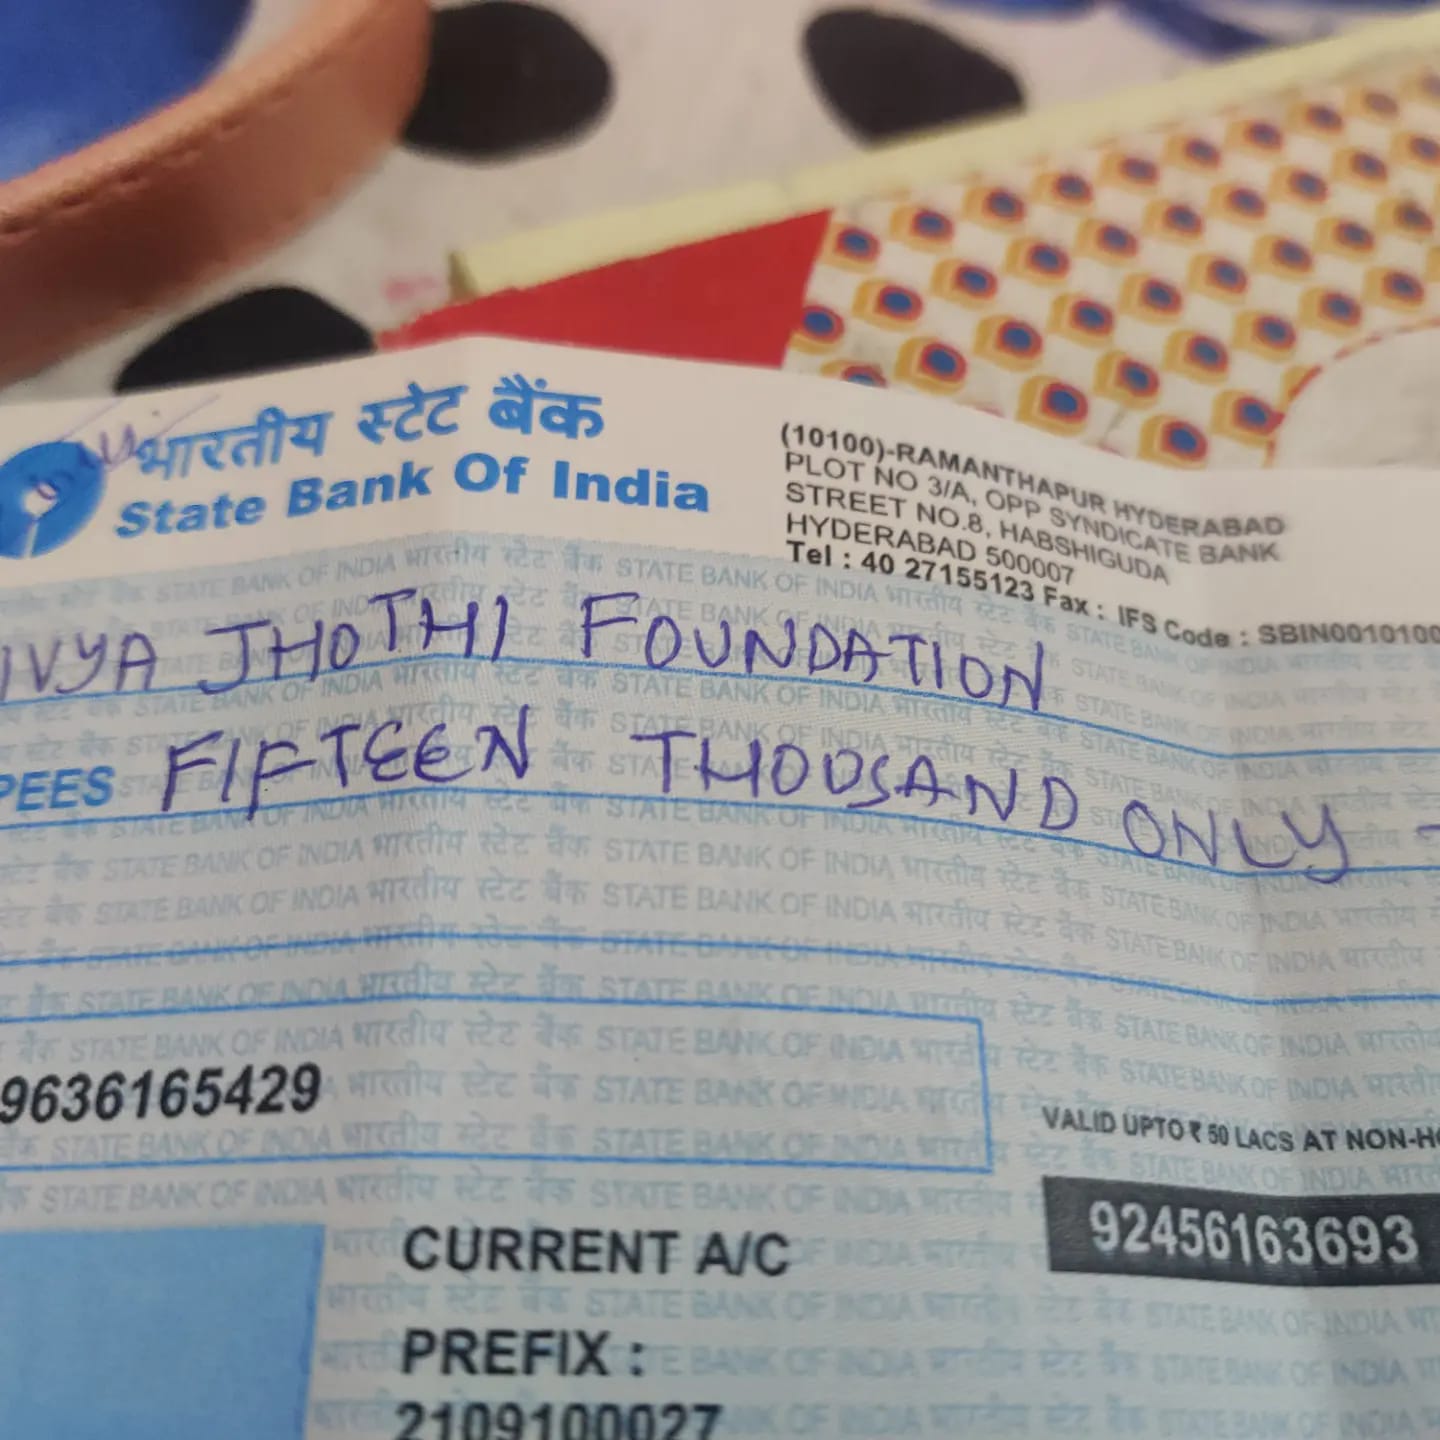 भारतीय स्टेट बैंक
State Bank Of India
(10100)-RAMANTHAPUR HYDERABAD
PLOT NO 3/A, OPP SYNDICATE BANK
STREET NO.8, HABSHIGUDA
HYDERABAD 500007
Tel : 40 27155123 Fax : IFS Code : SBIN0010100
IVYA JHOTHI FOUNDATION
PEES FIFTEEN THOUSAND ONLY -
9636165429
VALID UPTO ₹ 50 LACS AT NON-H
92456163693
CURRENT A/C
PREFIX :
2109100027